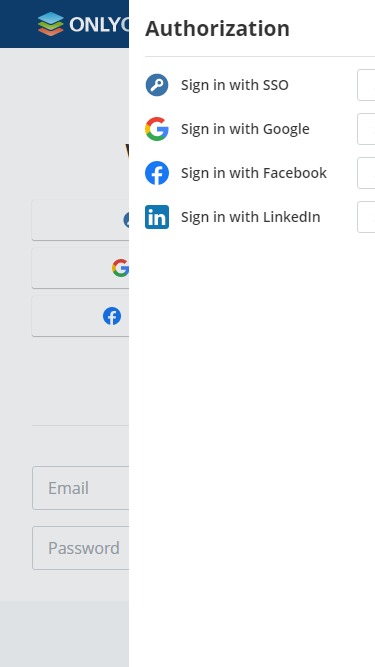 ONLYO
Authorization
Sign in with SSO
Sign in with Google
Sign in with Facebook
Sign in with LinkedIn
Email
Password